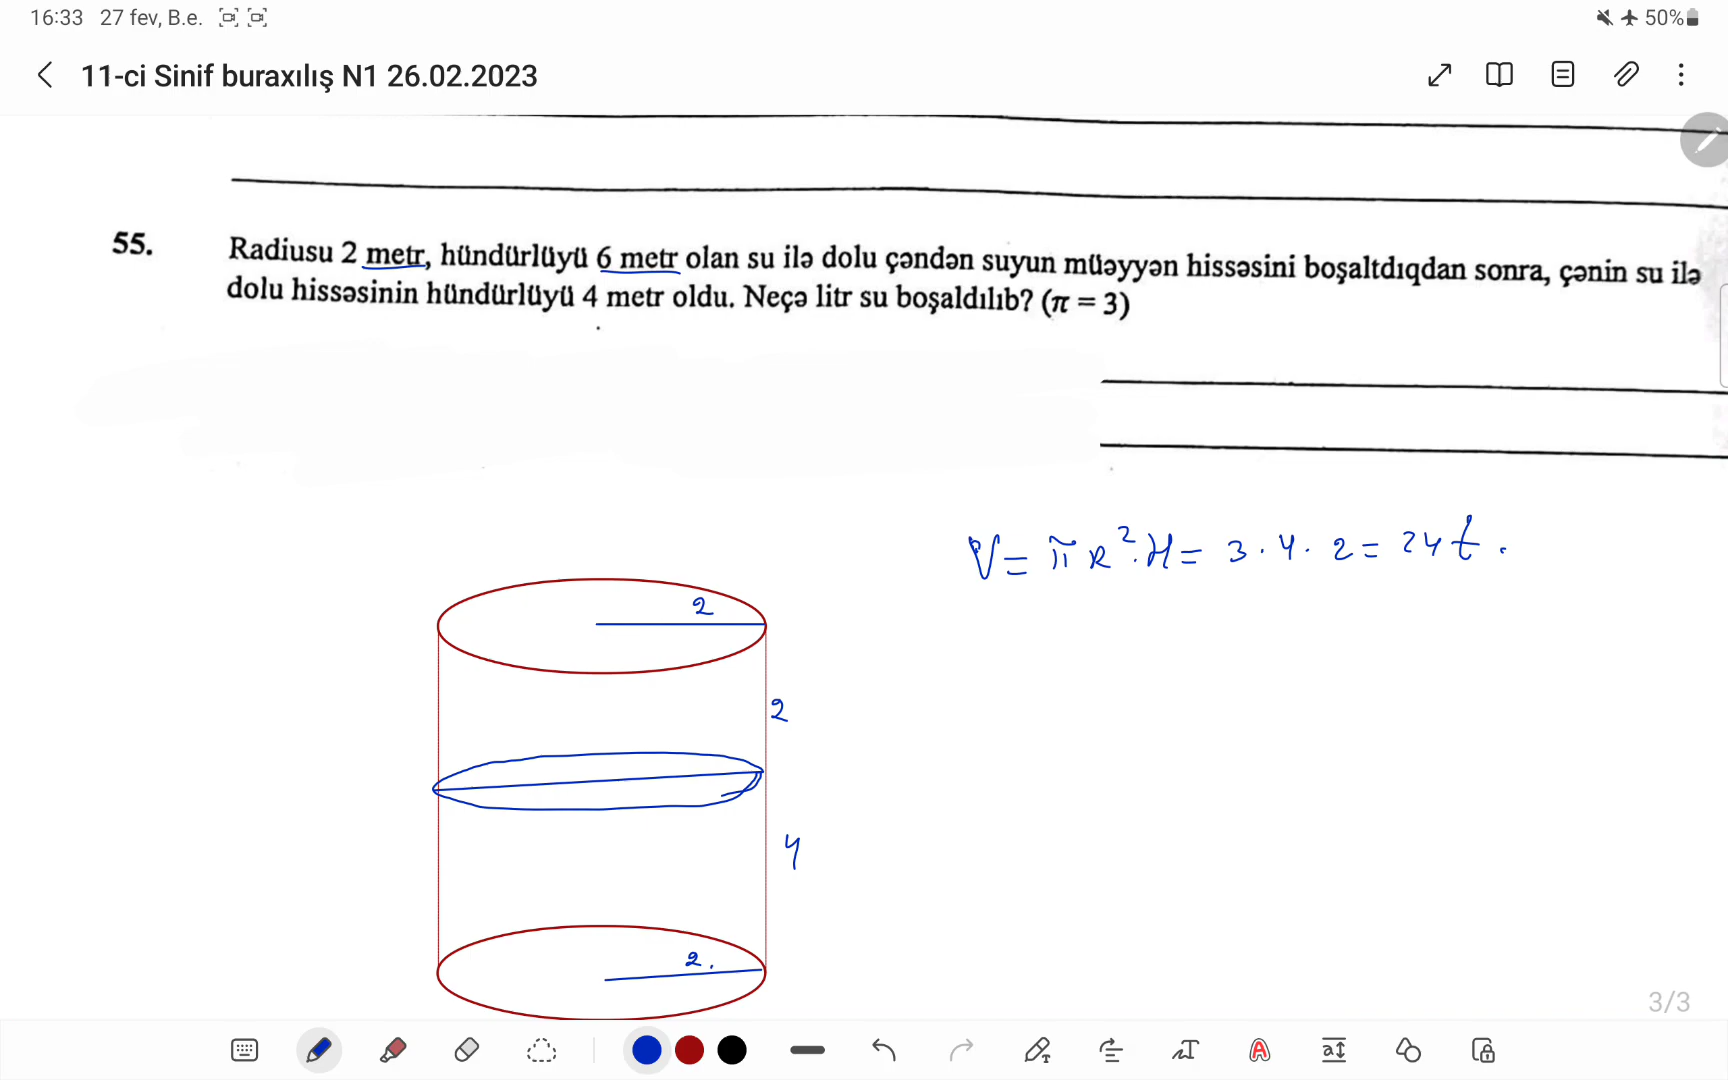 16:33 27 fev, B.e. 50%
11-ci Sinif buraxılış N1 26.02.2023
55. Radiusu 2 metr, hündürlüyü 6 metr olan su ilə dolu çəndən suyun müəyyən hissəsini boşaltdıqdan sonra, çənin su ilə
dolu hissəsinin hündürlüyü 4 metr oldu. Neçə litr su boşaldılıb? (π = 3)
V = π R². H = 3 · 4 · 2 = 24 t.
2
2
4
2.
3/3